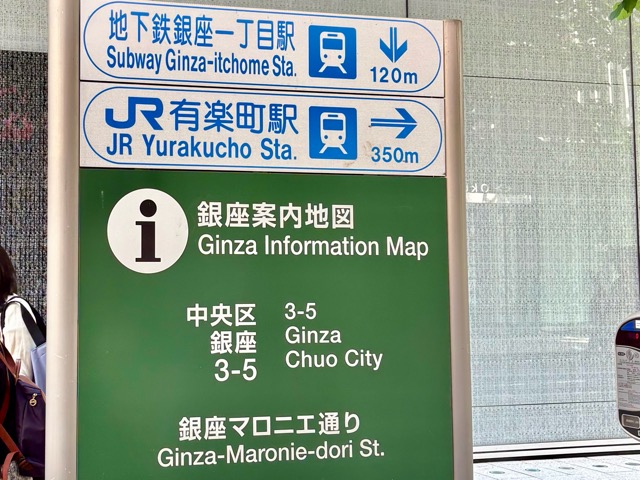 地下鉄銀座一丁目駅
Subway Ginza-itchome Sta.
120m
JR有楽町駅
JR Yurakucho Sta.
350m
i
銀座案内地図
Ginza Information Map
中央区
銀座
3-5
3-5
Ginza
Chuo City
銀座マロニエ通り
Ginza-Maronie-dori St.